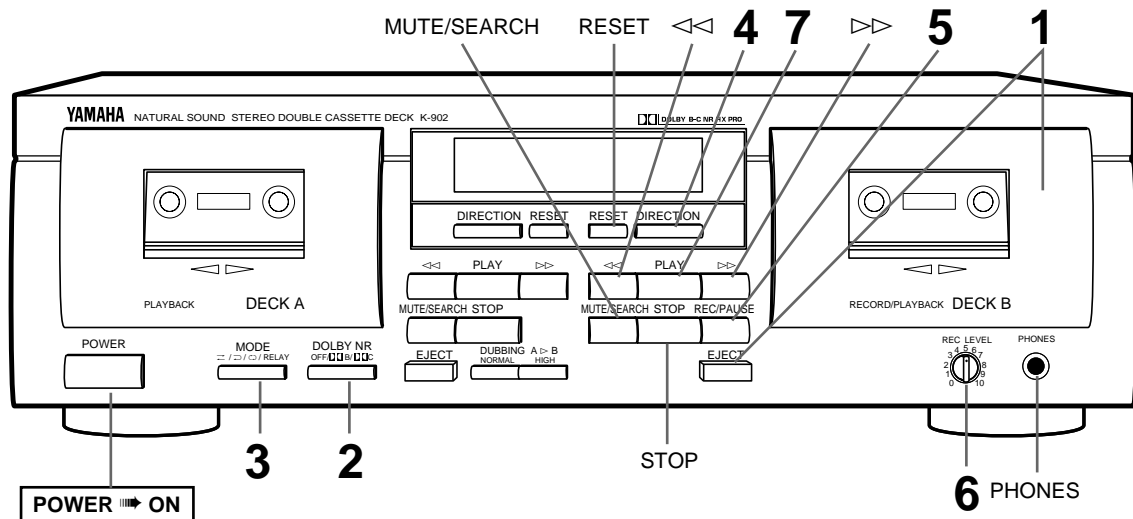 MUTE/SEARCH RESET ◁◁ 4 7 ▷▷ 5 1
YAMAHA NATURAL SOUND STEREO DOUBLE CASSETTE DECK K-902
DOLBY B-C NR HX PRO
DIRECTION RESET RESET DIRECTION
◁◁ PLAY ▷▷ ◁◁ PLAY ▷▷
PLAYBACK DECK A
MUTE/SEARCH STOP MUTE/SEARCH STOP REC/PAUSE
RECORD/PLAYBACK DECK B
POWER
MODE
⇄ / ⊃ / ○ / RELAY
DOLBY NR
OFF/ B/ C
EJECT
DUBBING A ▷ B
NORMAL HIGH
EJECT
REC LEVEL
0 1 2 3 4 5 6 7 8 9 10
PHONES
3 2
STOP
6 PHONES
POWER ➠ ON